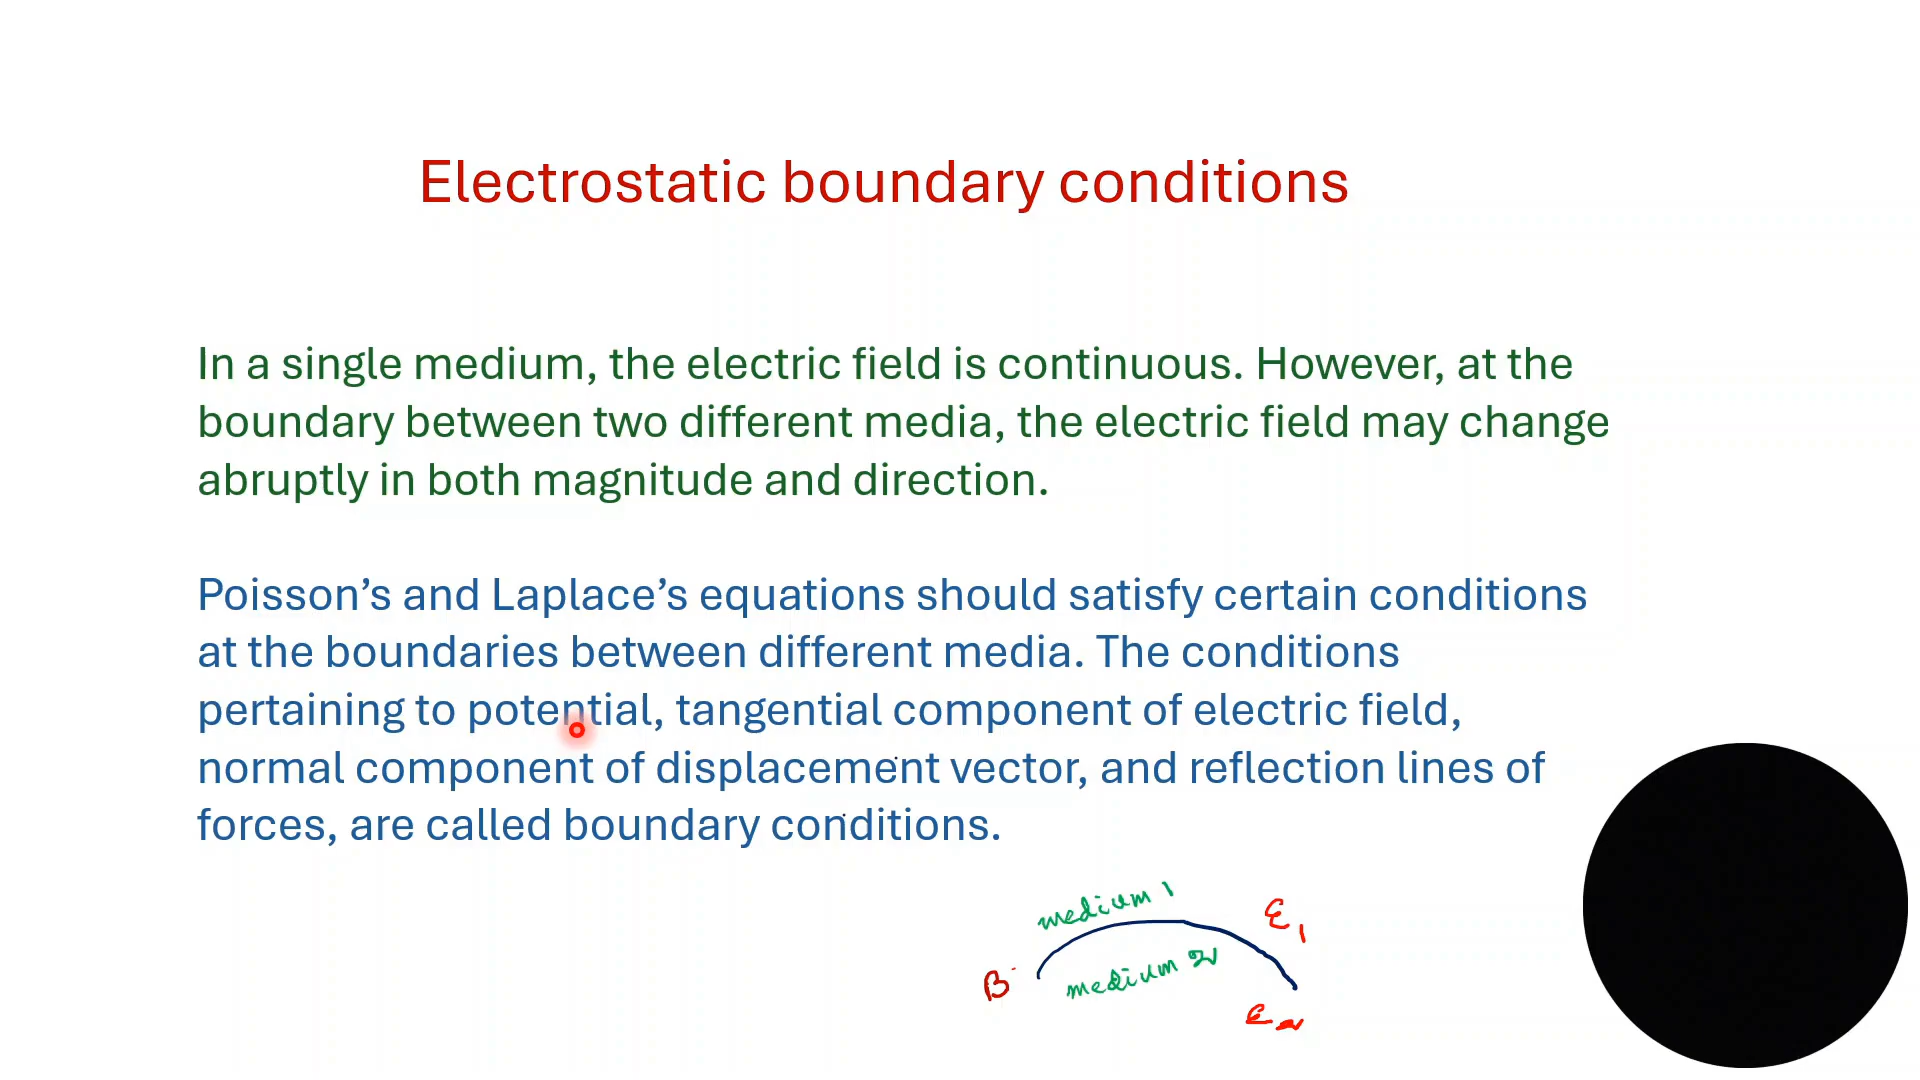 Electrostatic boundary conditions
In a single medium, the electric field is continuous. However, at the
boundary between two different media, the electric field may change
abruptly in both magnitude and direction.
Poisson’s and Laplace’s equations should satisfy certain conditions
at the boundaries between different media. The conditions
pertaining to potential, tangential component of electric field,
normal component of displacement vector, and reflection lines of
forces, are called boundary conditions.
medium 1
ε₁
medium 2
B
ε₂